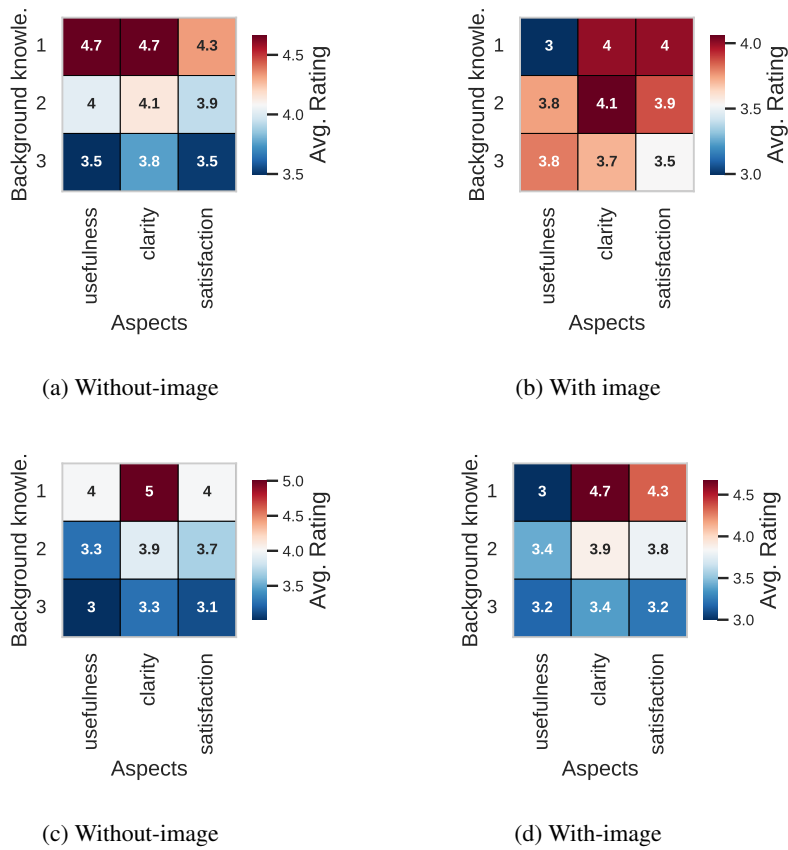 Background knowle.
1 4.7 4.7 4.3
2 4 4.1 3.9
3 3.5 3.8 3.5
usefulness clarity satisfaction
Aspects
4.5
4.0
3.5
Avg. Rating
(a) Without-image
Background knowle.
1 3 4 4
2 3.8 4.1 3.9
3 3.8 3.7 3.5
usefulness clarity satisfaction
Aspects
4.0
3.5
3.0
Avg. Rating
(b) With image
Background knowle.
1 4 5 4
2 3.3 3.9 3.7
3 3 3.3 3.1
usefulness clarity satisfaction
Aspects
5.0
4.5
4.0
3.5
Avg. Rating
(c) Without-image
Background knowle.
1 3 4.7 4.3
2 3.4 3.9 3.8
3 3.2 3.4 3.2
usefulness clarity satisfaction
Aspects
4.5
4.0
3.5
3.0
Avg. Rating
(d) With-image